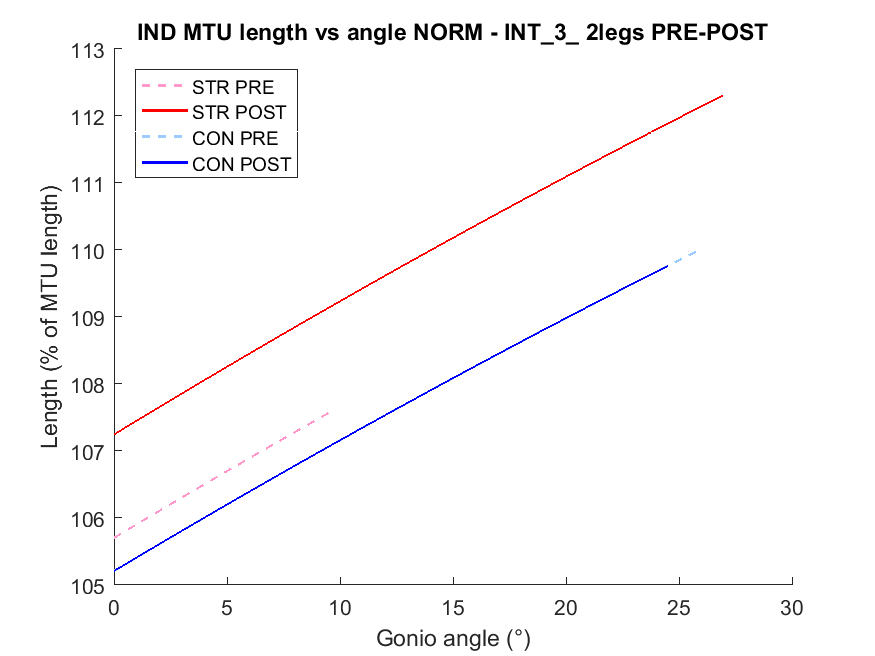 IND MTU length vs angle NORM - INT_3_ 2legs PRE-POST
113
112
111
110
109
108
107
106
105
Length (% of MTU length)
STR PRE
STR POST
CON PRE
CON POST
0 5 10 15 20 25 30
Gonio angle (°)